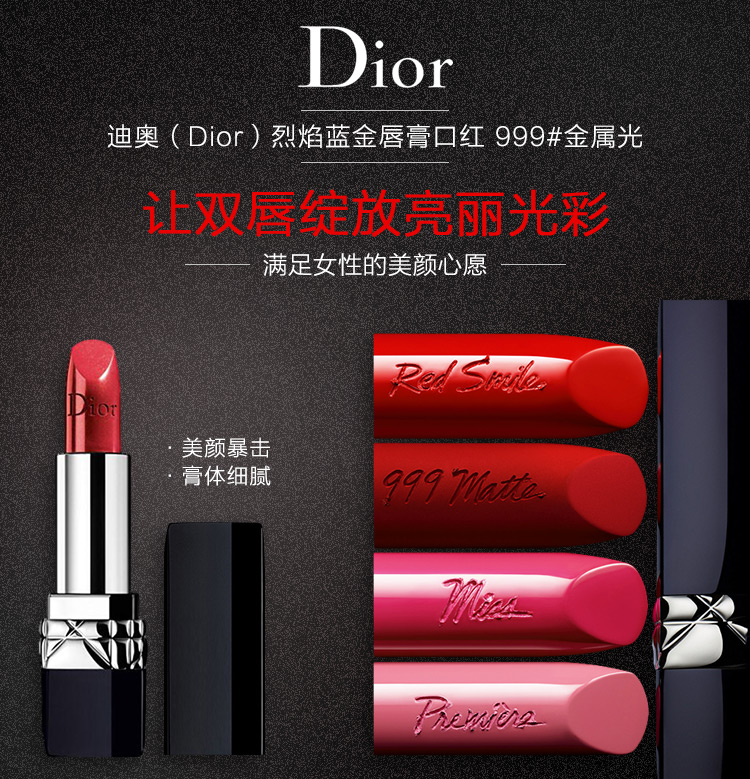 Dior
迪奥（Dior）烈焰蓝金唇膏口红 999#金属光
让双唇绽放亮丽光彩
满足女性的美颜心愿
Dior
· 美颜暴击
· 膏体细腻
Red Smile
999 Matte
Miss
Première